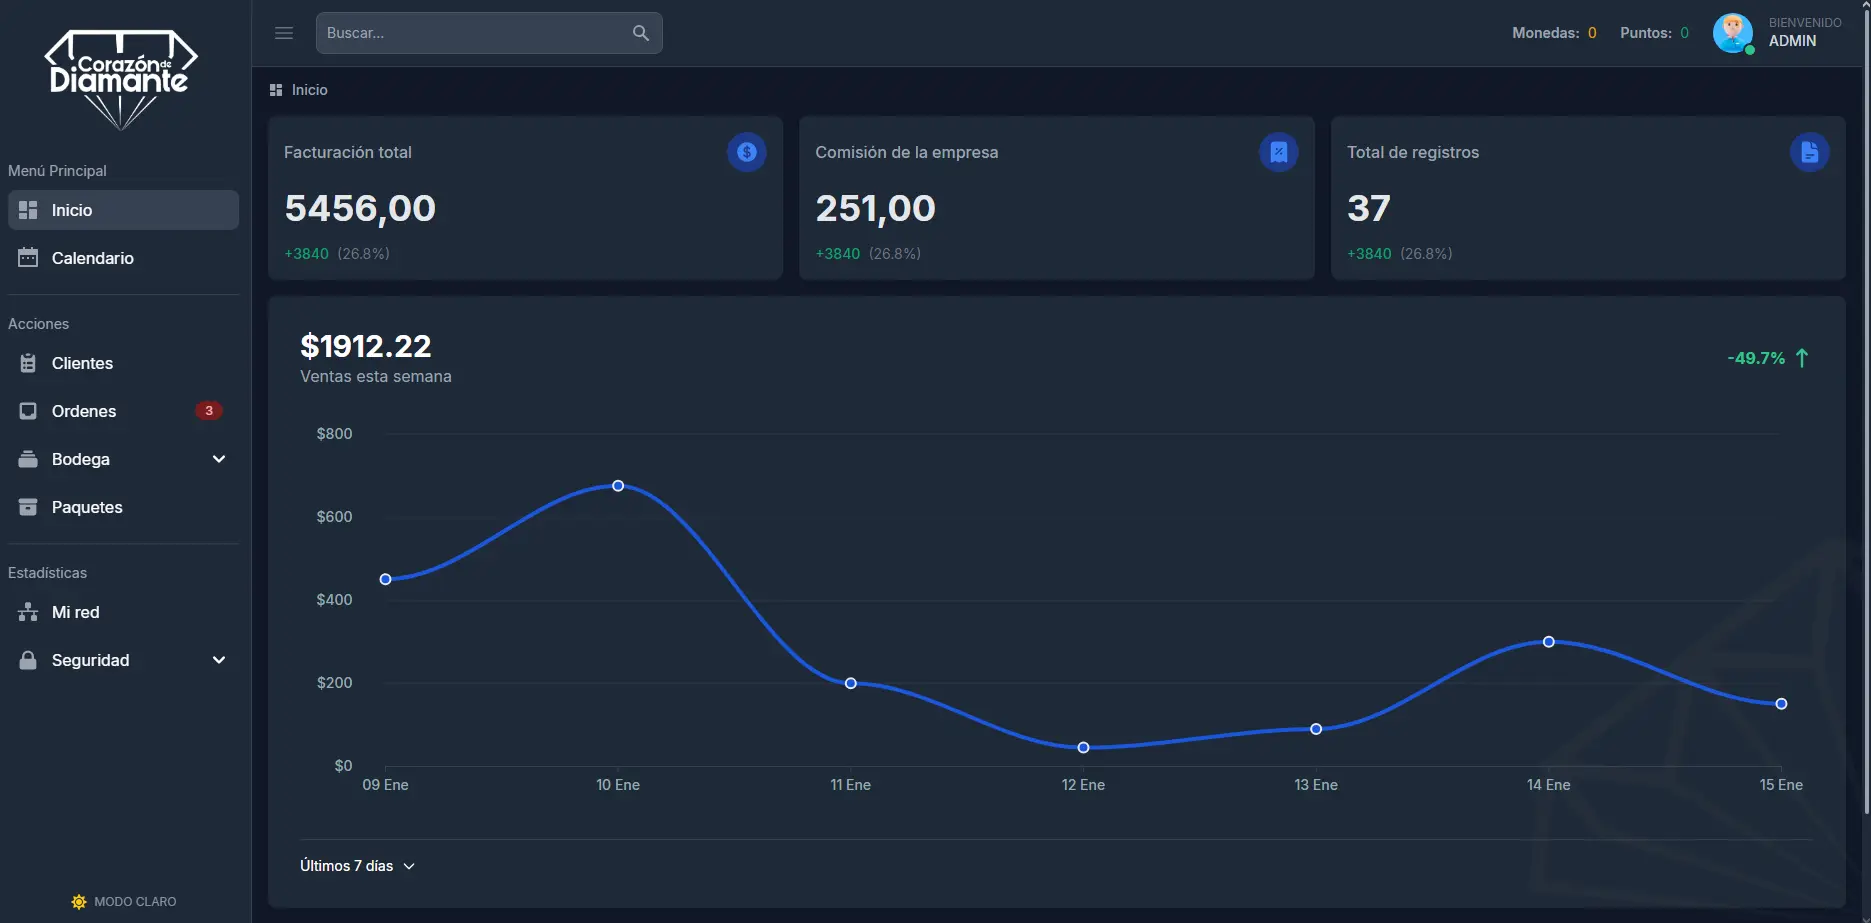 Corazón de
Diamante
Menú Principal
Inicio
Calendario
Acciones
Clientes
Ordenes 3
Bodega
Paquetes
Estadísticas
Mi red
Seguridad
MODO CLARO
Buscar...
Monedas: 0 Puntos: 0
BIENVENIDO
ADMIN
Inicio
Facturación total
5456,00
+3840 (26.8%)
Comisión de la empresa
251,00
+3840 (26.8%)
Total de registros
37
+3840 (26.8%)
$1912.22
Ventas esta semana
-49.7%
$800
$600
$400
$200
$0
09 Ene 10 Ene 11 Ene 12 Ene 13 Ene 14 Ene 15 Ene
Últimos 7 días